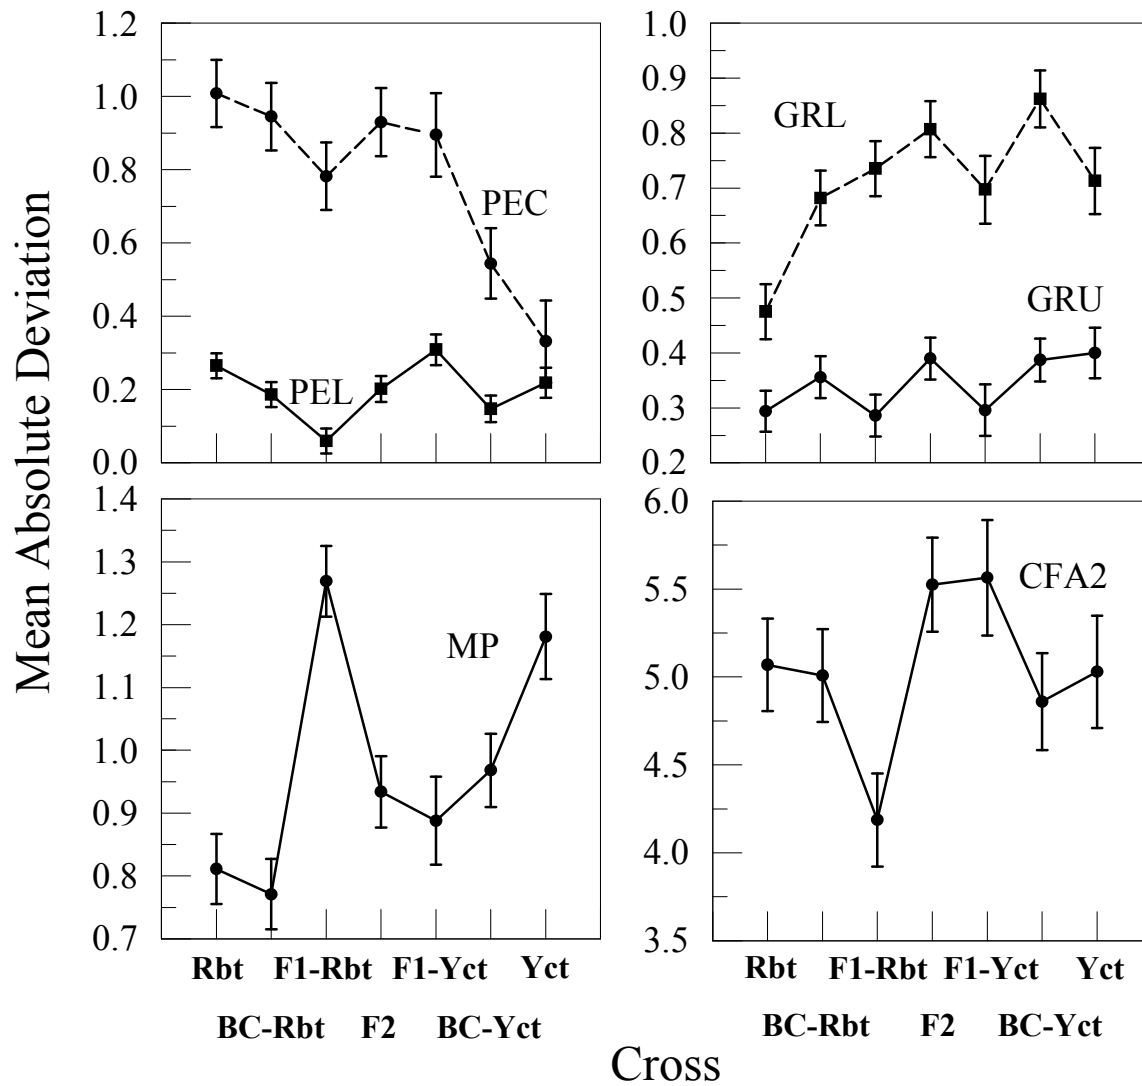 Mean Absolute Deviation
1.2
1.0
0.8
0.6
0.4
0.2
0.0
PEC
PEL
1.0
0.9
0.8
0.7
0.6
0.5
0.4
0.3
0.2
GRL
GRU
1.4
1.3
1.2
1.1
1.0
0.9
0.8
0.7
MP
6.0
5.5
5.0
4.5
4.0
3.5
CFA2
Rbt F1-Rbt F1-Yct Yct
BC-Rbt F2 BC-Yct
Rbt F1-Rbt F1-Yct Yct
BC-Rbt F2 BC-Yct
Cross